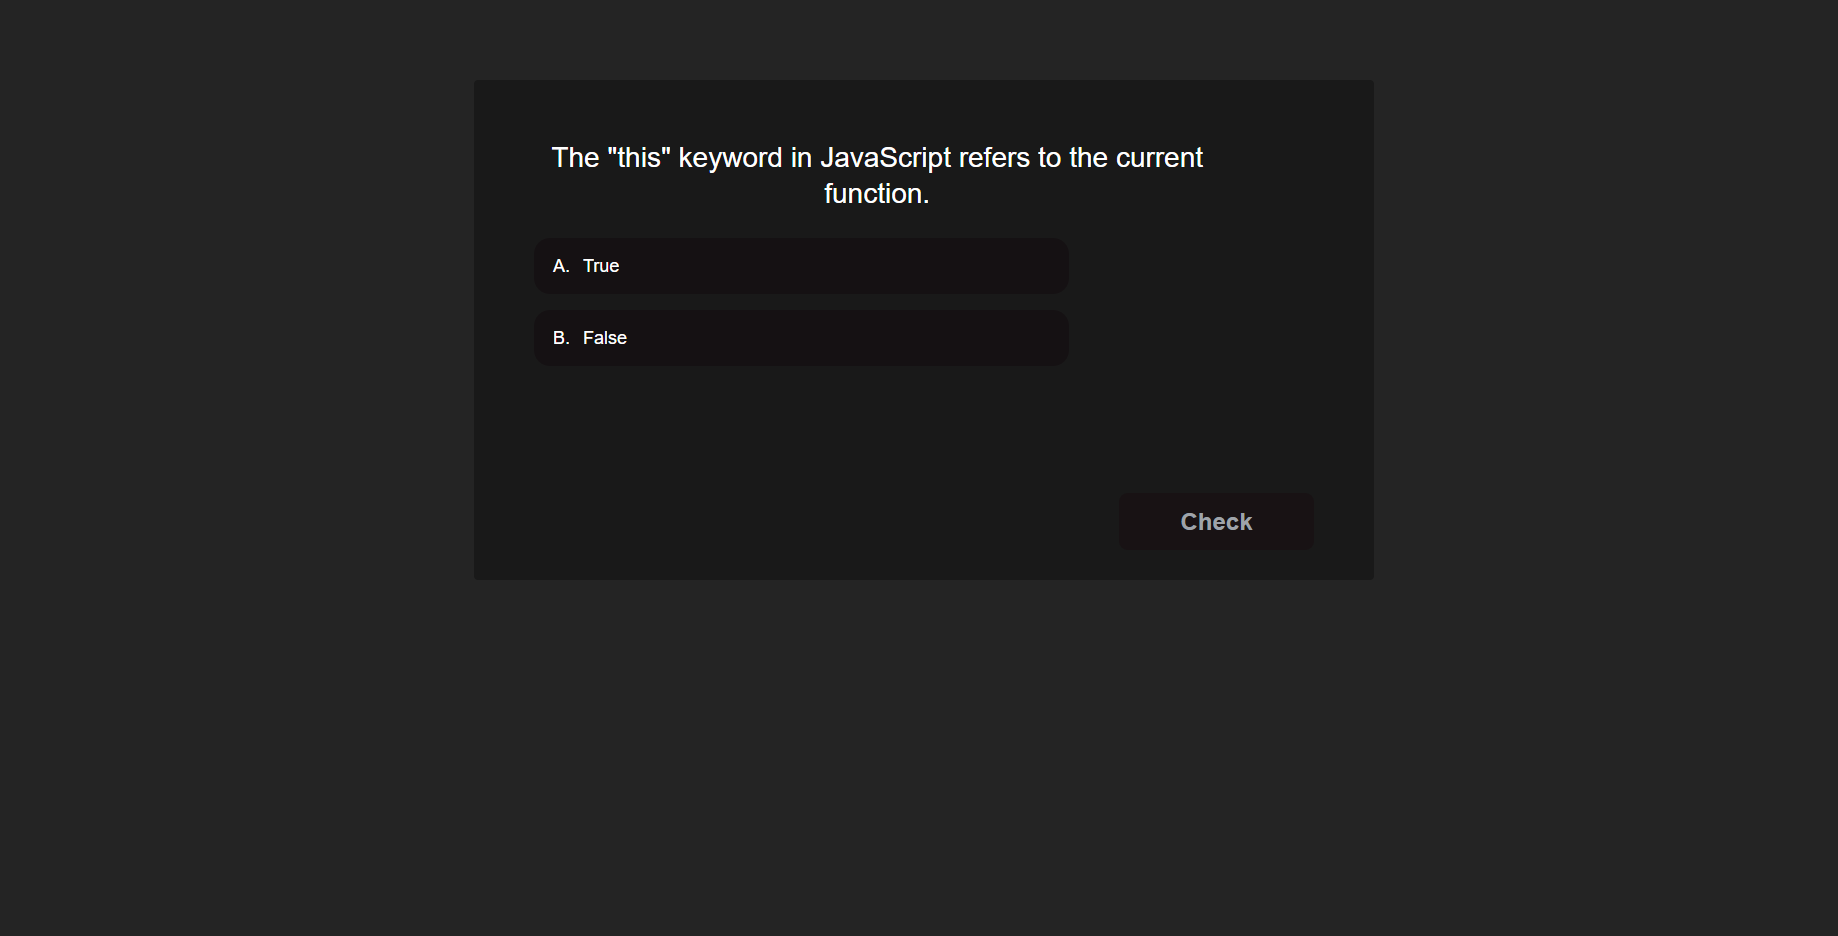 The "this" keyword in JavaScript refers to the current
function.
A. True
B. False
Check